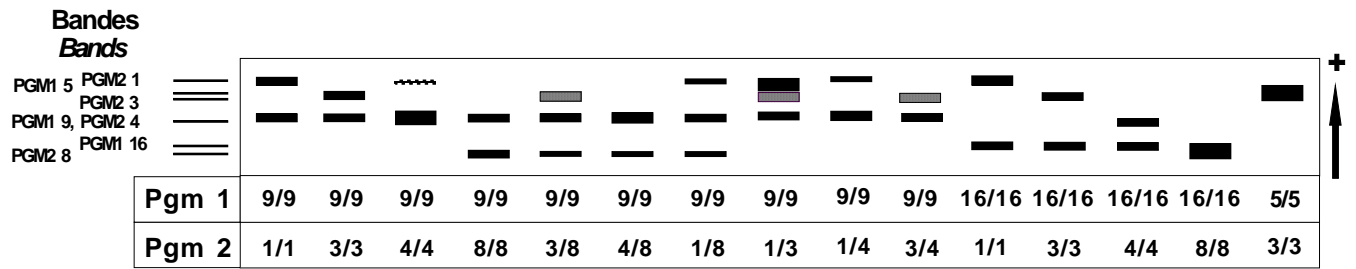 Bandes
Bands
PGM1 5 PGM2 1
PGM2 3
PGM1 9, PGM2 4
PGM1 16
PGM2 8
+
Pgm 1 9/9 9/9 9/9 9/9 9/9 9/9 9/9 9/9 9/9 9/9 16/16 16/16 16/16 16/16 5/5
Pgm 2 1/1 3/3 4/4 8/8 3/8 4/8 1/8 1/3 1/4 3/4 1/1 3/3 4/4 8/8 3/3